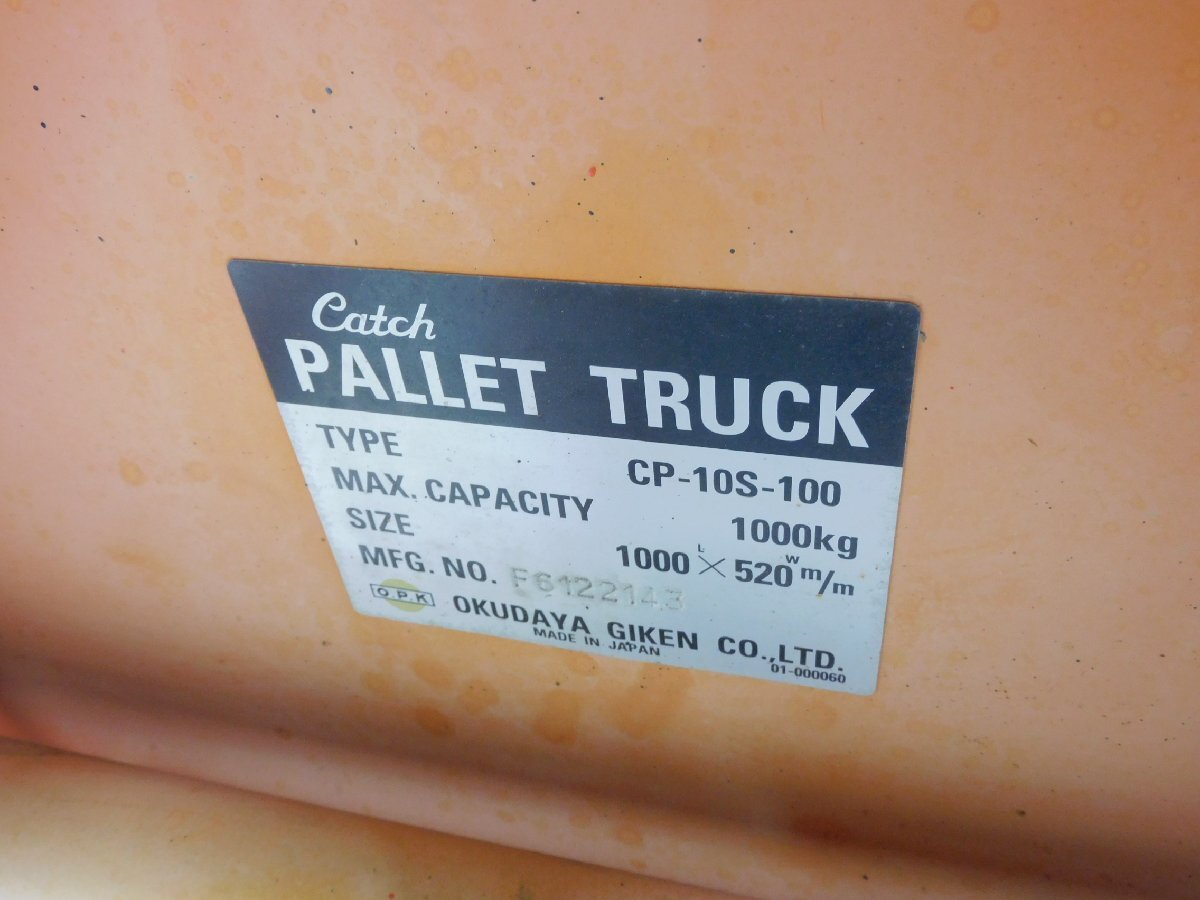 Catch
PALLET TRUCK
TYPE CP-10S-100
MAX. CAPACITY 1000kg
SIZE 1000 L × 520 W m/m
MFG. NO. F6122143
O.P.K OKUDAYA GIKEN CO.,LTD.
MADE IN JAPAN
01-000060